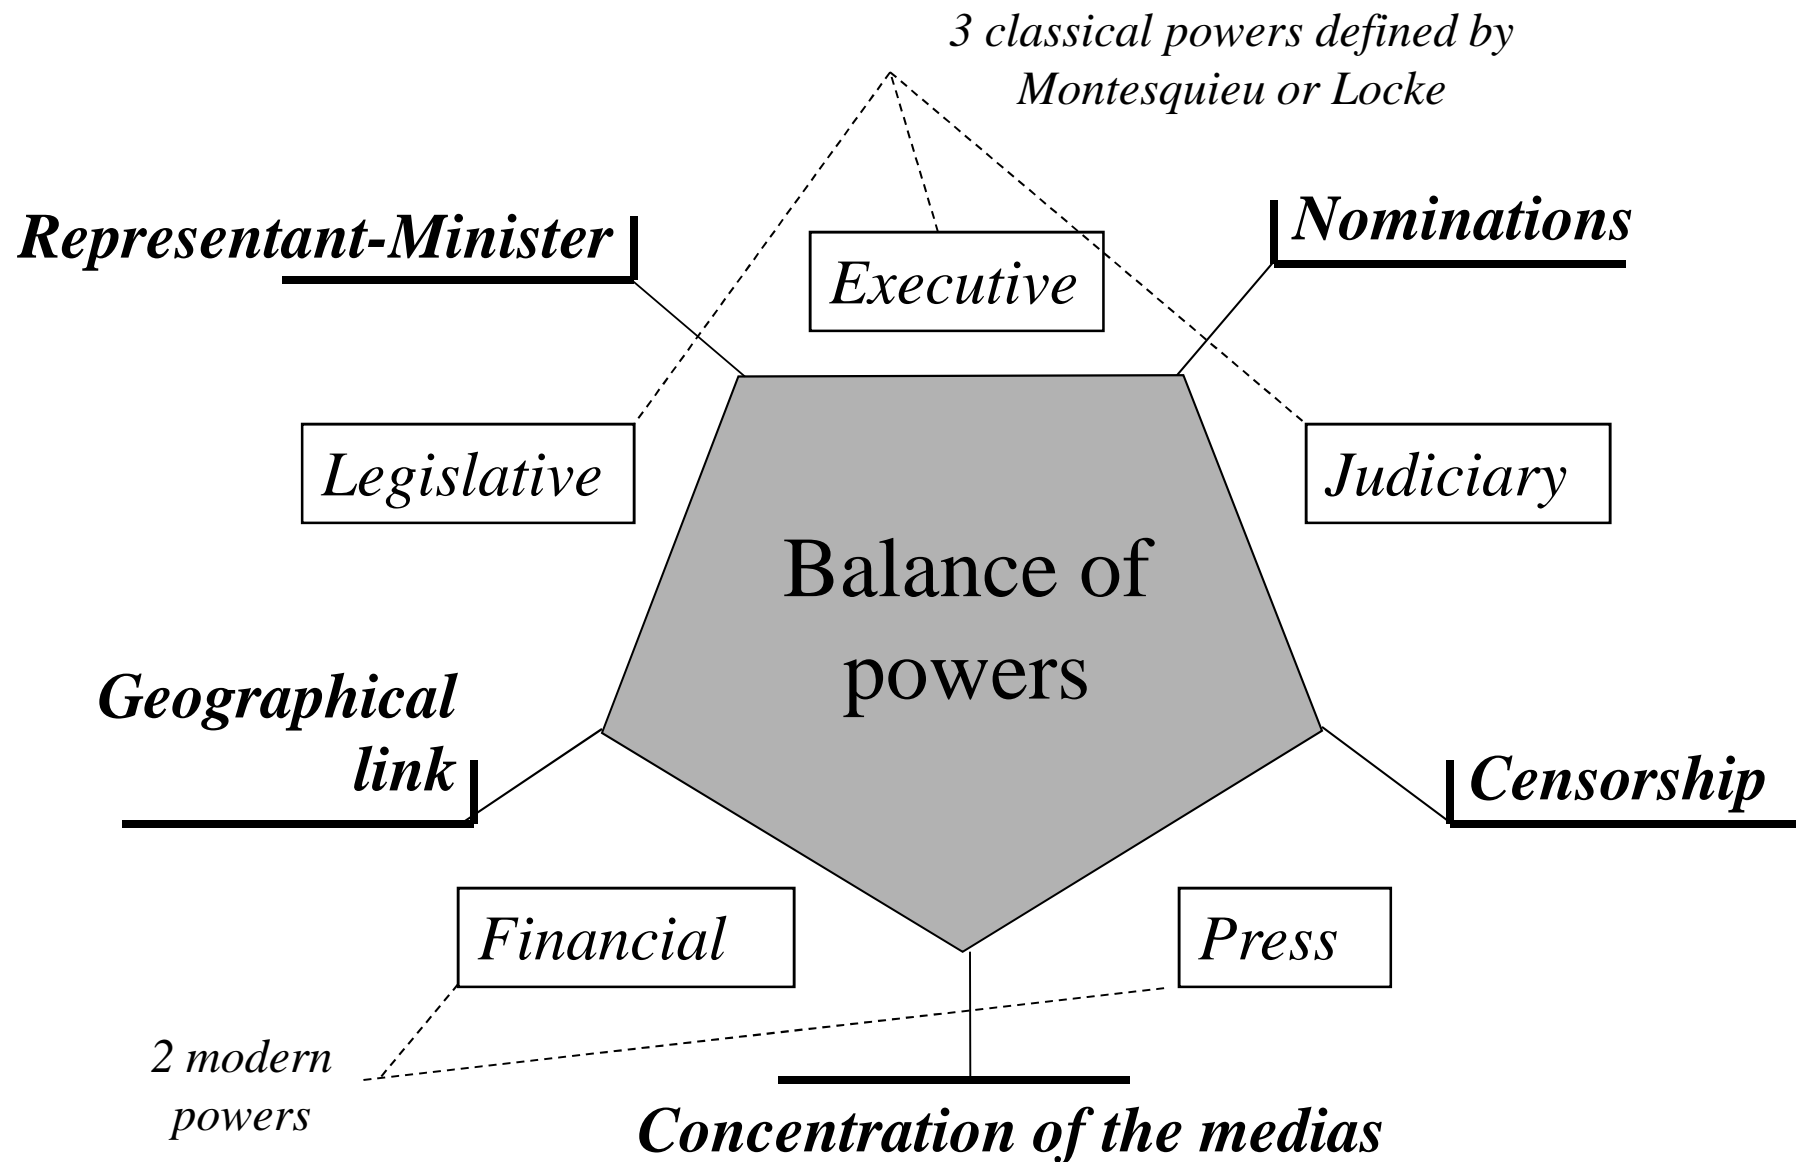 3 classical powers defined by
Montesquieu or Locke
Representant-Minister
Nominations
Executive
Legislative
Judiciary
Balance of
powers
Geographical
link
Censorship
Financial
Press
2 modern
powers
Concentration of the medias